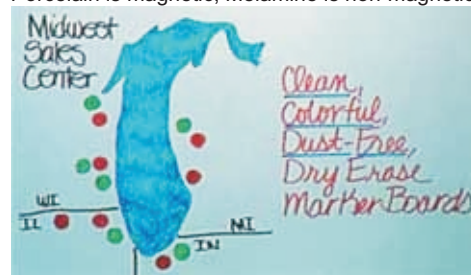 Porcelain is magnetic, Melamine is non-magnetic
Midwest
Sales
Center
Clean,
Colorful,
Dust-Free,
Dry Erase
Marker Boards
WI
IL
MI
IN